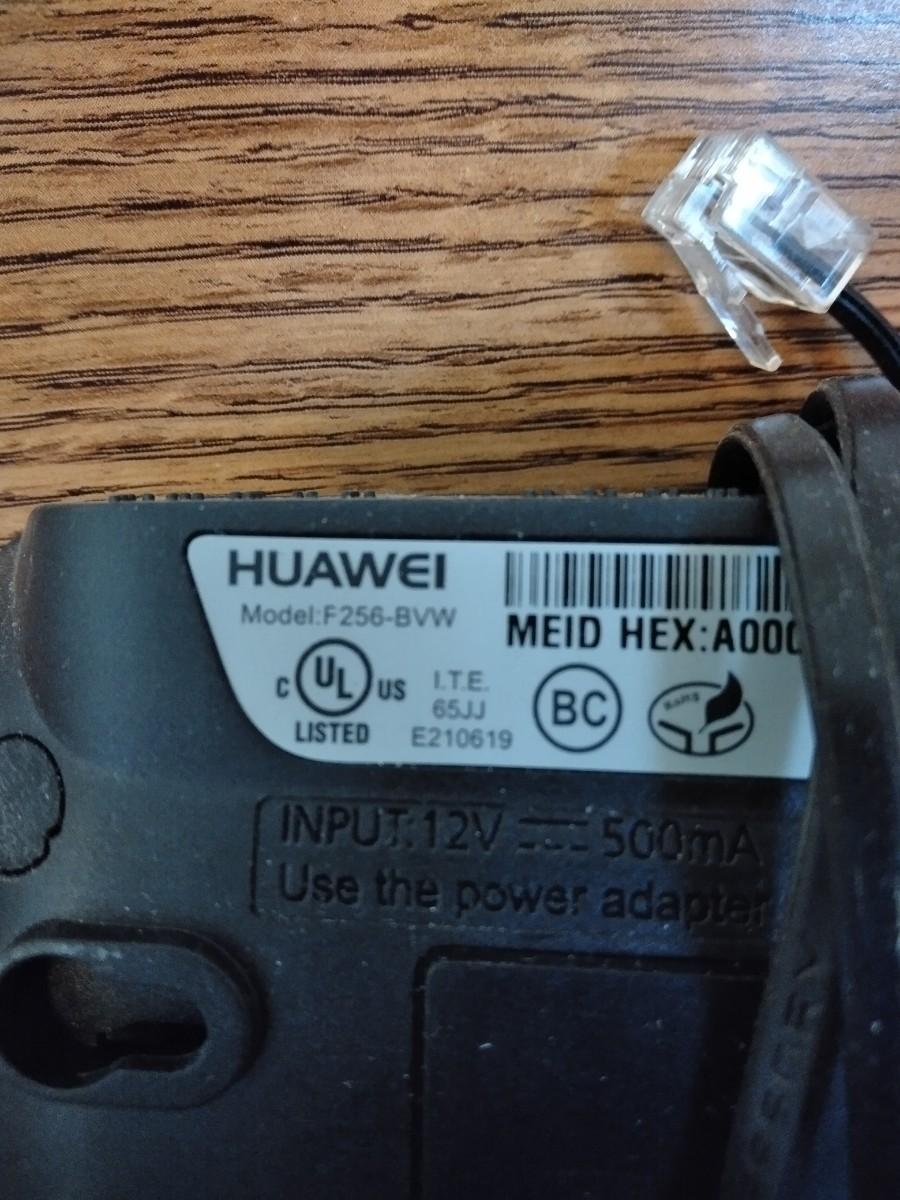 HUAWEI
Model:F256-BVW
MEID HEX:A000
C UL US
LISTED
I.T.E.
65JJ
E210619
BC
RoHS
INPUT:12V ⎓ 500mA
Use the power adapter